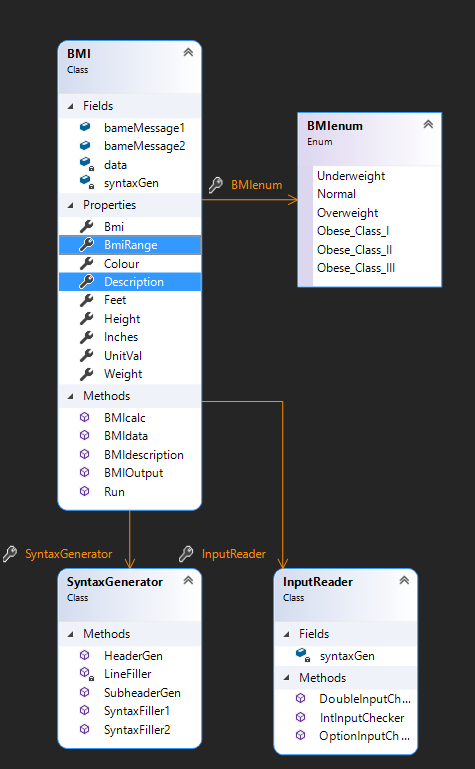 BMI
Class
Fields
bameMessage1
bameMessage2
data
syntaxGen
Properties
Bmi
BmiRange
Colour
Description
Feet
Height
Inches
UnitVal
Weight
Methods
BMIcalc
BMIdata
BMIdescription
BMIOutput
Run
BMIenum
BMIenum
Enum
Underweight
Normal
Overweight
Obese_Class_I
Obese_Class_II
Obese_Class_III
SyntaxGenerator
InputReader
SyntaxGenerator
Class
Methods
HeaderGen
LineFiller
SubheaderGen
SyntaxFiller1
SyntaxFiller2
InputReader
Class
Fields
syntaxGen
Methods
DoubleInputCh...
IntInputChecker
OptionInputCh...